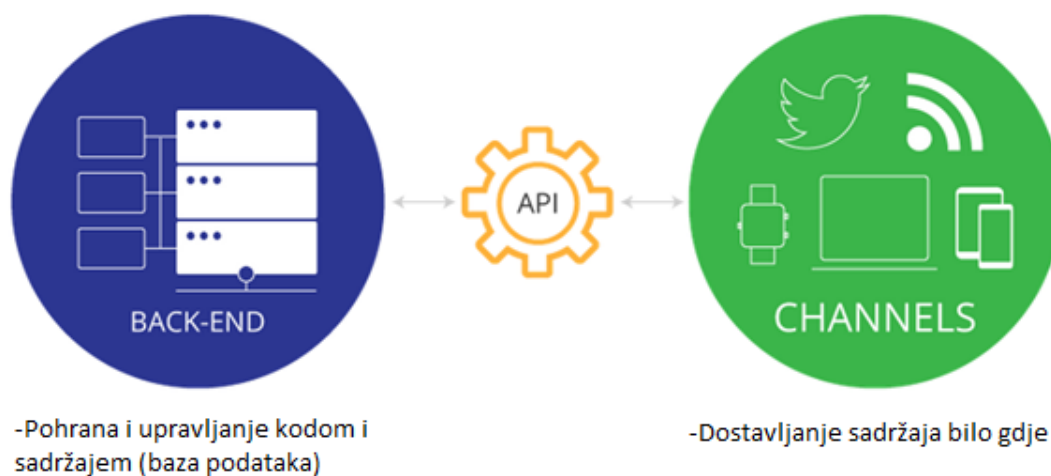 BACK-END
API
CHANNELS
-Pohrana i upravljanje kodom i
sadržajem (baza podataka)
-Dostavljanje sadržaja bilo gdje